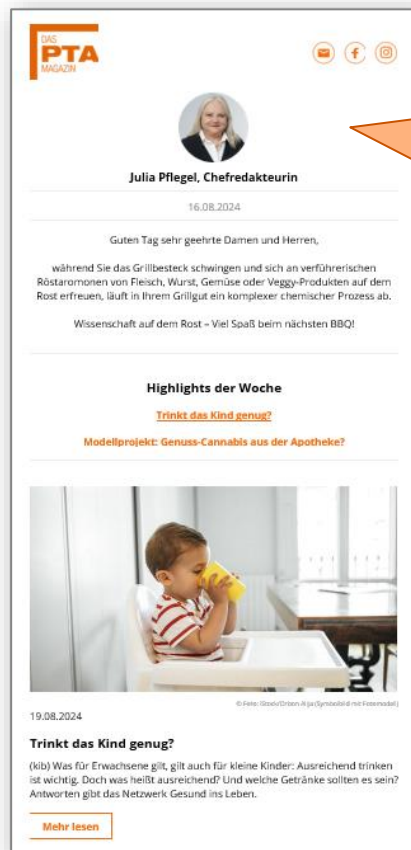 DAS
PTA
MAGAZIN
Julia Pflegel, Chefredakteurin
16.08.2024
Guten Tag sehr geehrte Damen und Herren,
während Sie das Grillbesteck schwingen und sich an verführerischen
Röstaromonen von Fleisch, Wurst, Gemüse oder Veggy-Produkten auf dem
Rost erfreuen, läuft in Ihrem Grillgut ein komplexer chemischer Prozess ab.
Wissenschaft auf dem Rost – Viel Spaß beim nächsten BBQ!
Highlights der Woche
Trinkt das Kind genug?
Modellprojekt: Genuss-Cannabis aus der Apotheke?
19.08.2024
Trinkt das Kind genug?
(kib) Was für Erwachsene gilt, gilt auch für kleine Kinder: Ausreichend trinken
ist wichtig. Doch was heißt ausreichend? Und welche Getränke sollten es sein?
Antworten gibt das Netzwerk Gesund ins Leben.
Mehr lesen